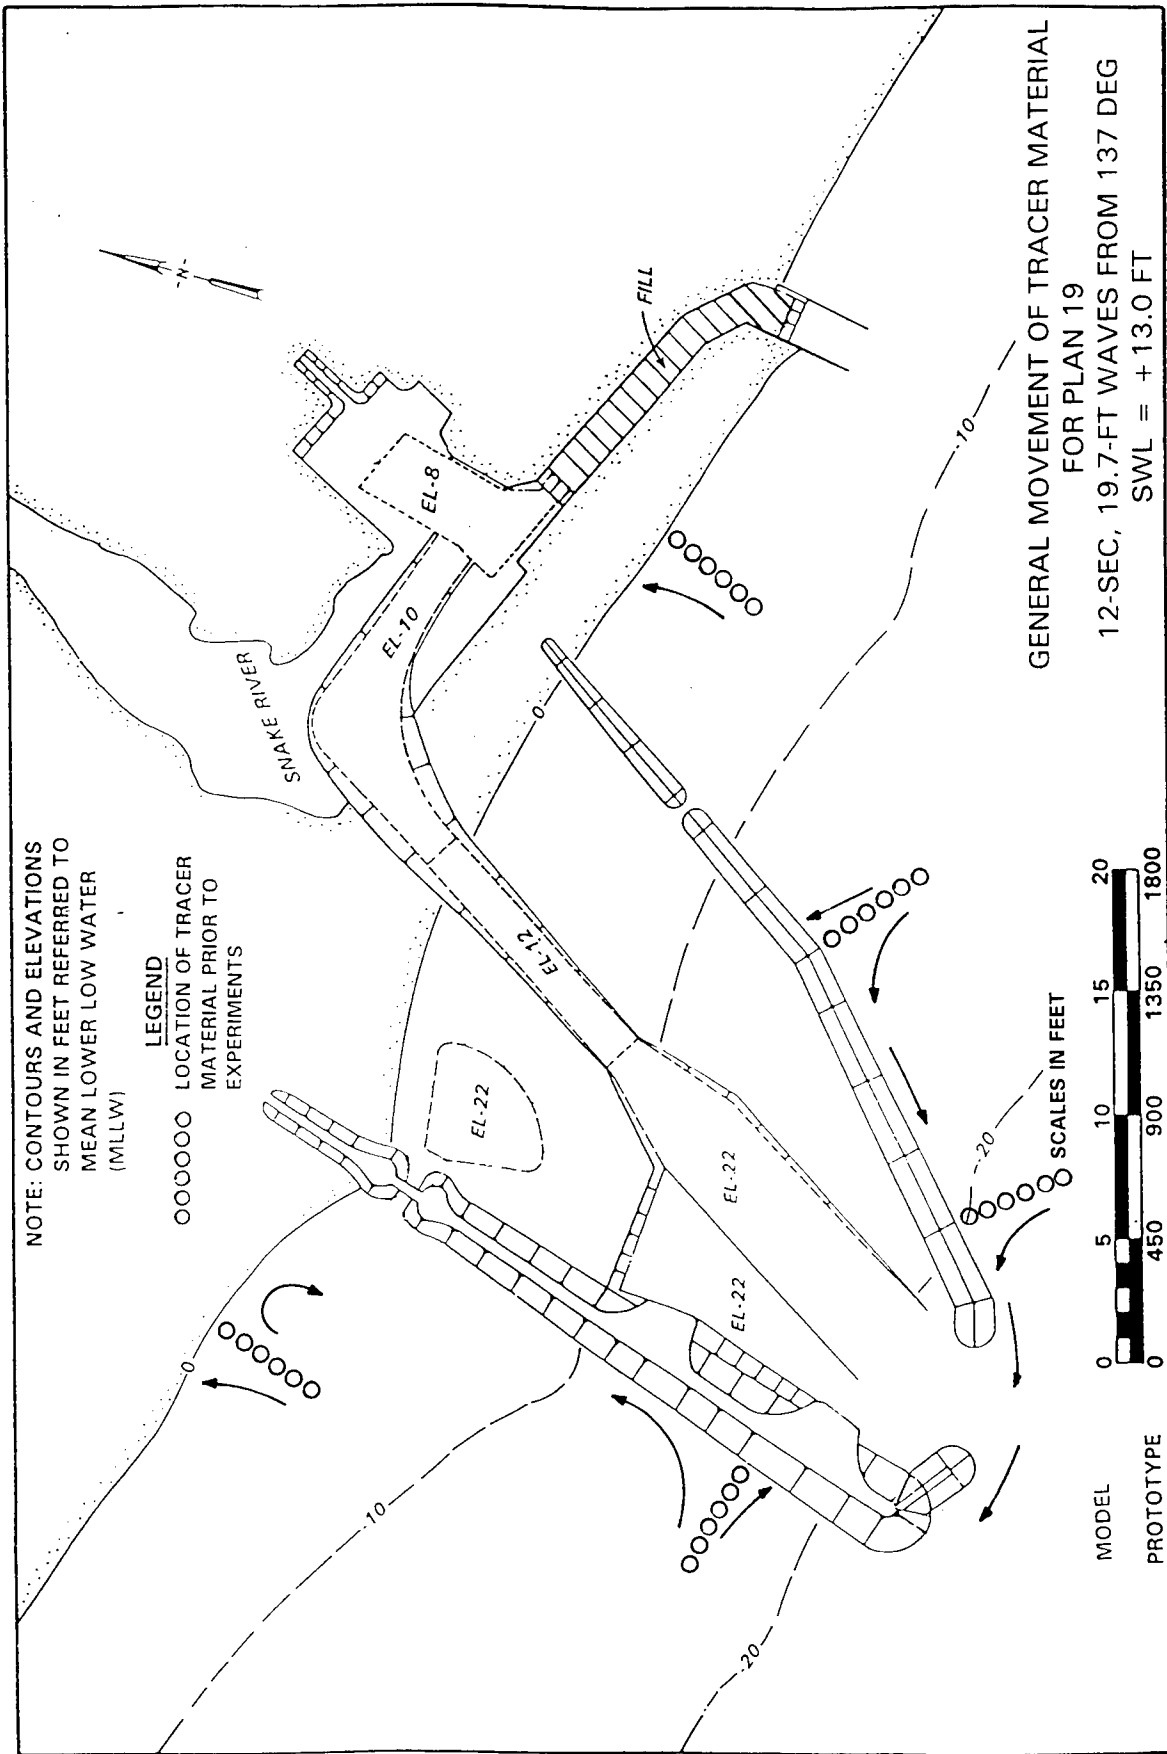 NOTE: CONTOURS AND ELEVATIONS
SHOWN IN FEET REFERRED TO
MEAN LOWER LOW WATER
(MLLW)
LEGEND
OOOOOO LOCATION OF TRACER
MATERIAL PRIOR TO
EXPERIMENTS
-N-
SNAKE RIVER
EL-8
EL-10
EL-12
EL-22
EL-22
EL-22
FILL
0
0
-10
-10
-20
-20
MODEL 0 5 10 15 20
PROTOTYPE 0 450 900 1350 1800
SCALES IN FEET
GENERAL MOVEMENT OF TRACER MATERIAL
FOR PLAN 19
12-SEC, 19.7-FT WAVES FROM 137 DEG
SWL = +13.0 FT